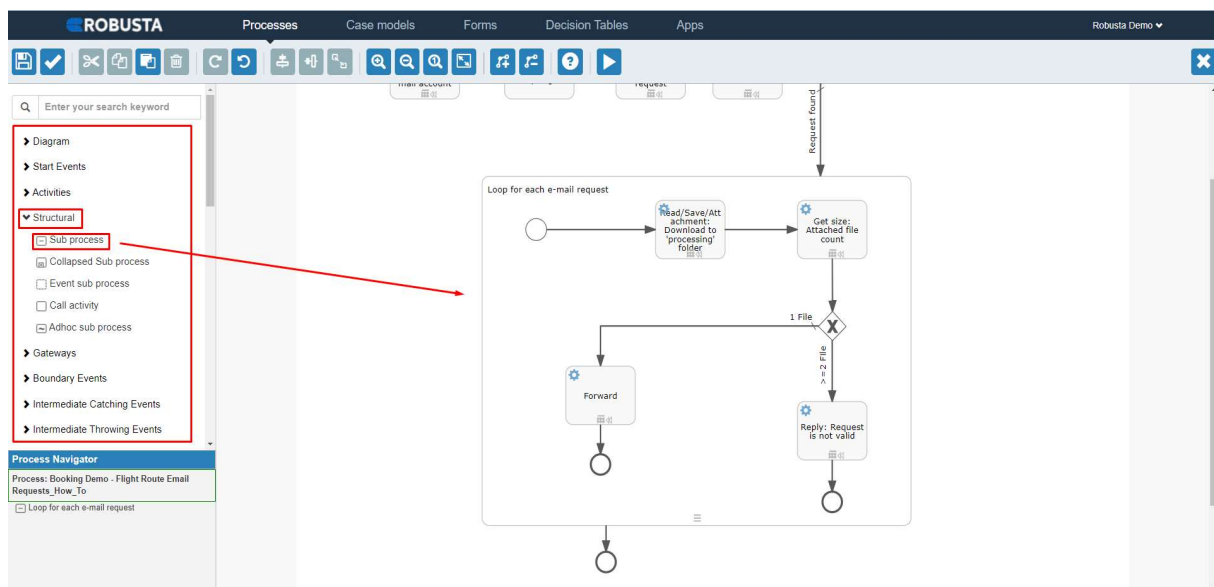 ROBUSTA
Processes
Case models
Forms
Decision Tables
Apps
Robusta Demo
Enter your search keyword
Diagram
Start Events
Activities
Structural
Sub process
Collapsed Sub process
Event sub process
Call activity
Adhoc sub process
Gateways
Boundary Events
Intermediate Catching Events
Intermediate Throwing Events
Process Navigator
Process: Booking Demo - Flight Route Email
Requests_How_To
Loop for each e-mail request
mail account
request
Request found
Loop for each e-mail request
Read/Save/Att
achment:
Download to
'processing'
folder
Get size:
Attached file
count
1 File
X
>=2 File
Forward
Reply: Request
is not valid